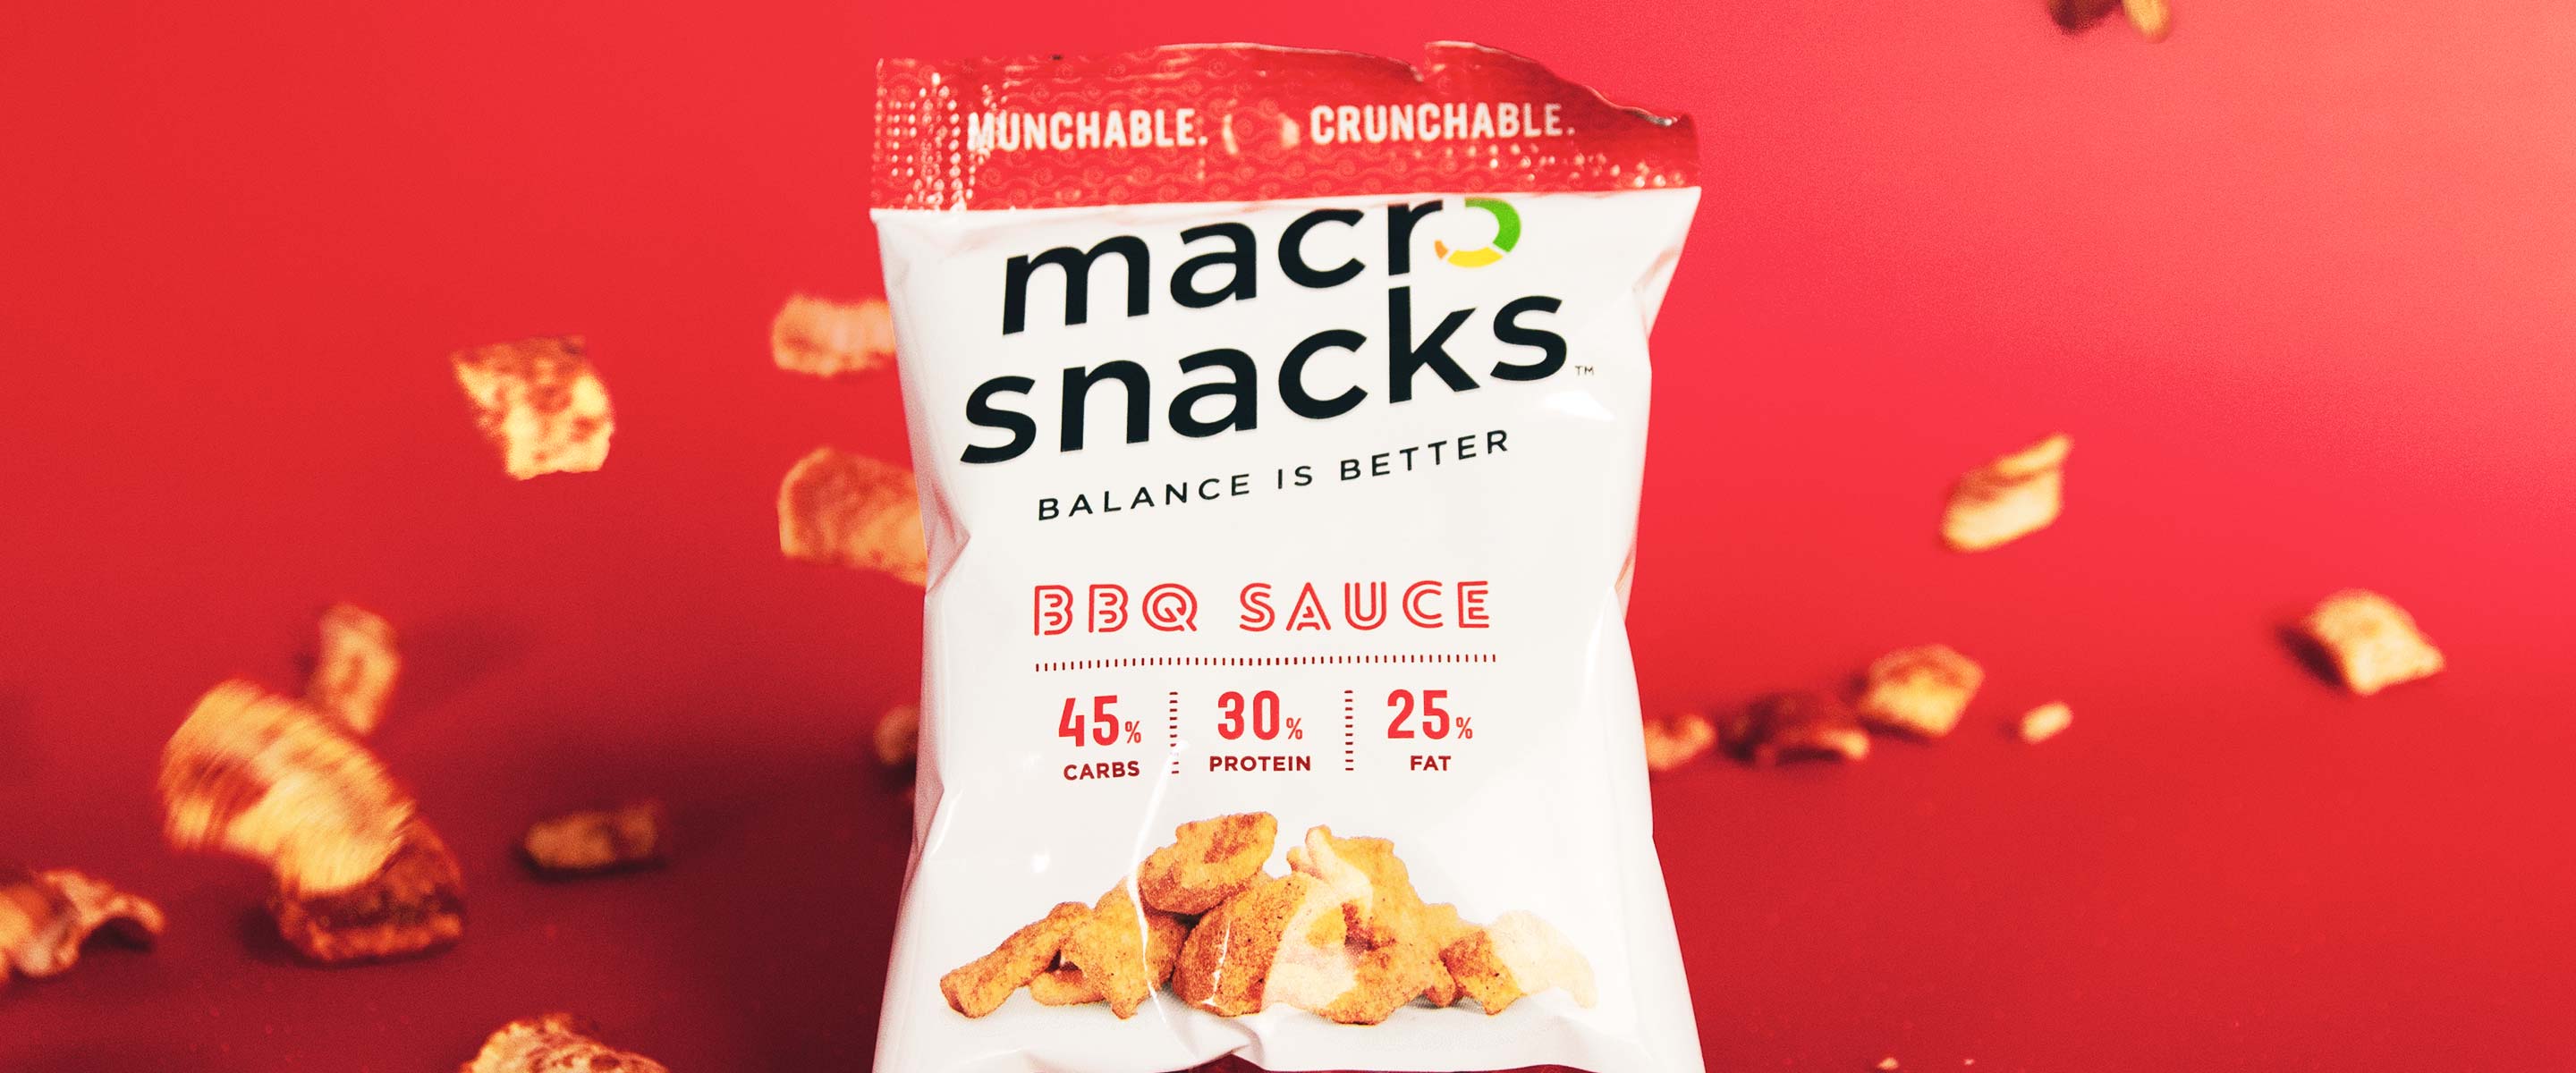 MUNCHABLE. CRUNCHABLE.
macro
snacks™
BALANCE IS BETTER
BBQ SAUCE
45% 30% 25%
CARBS PROTEIN FAT